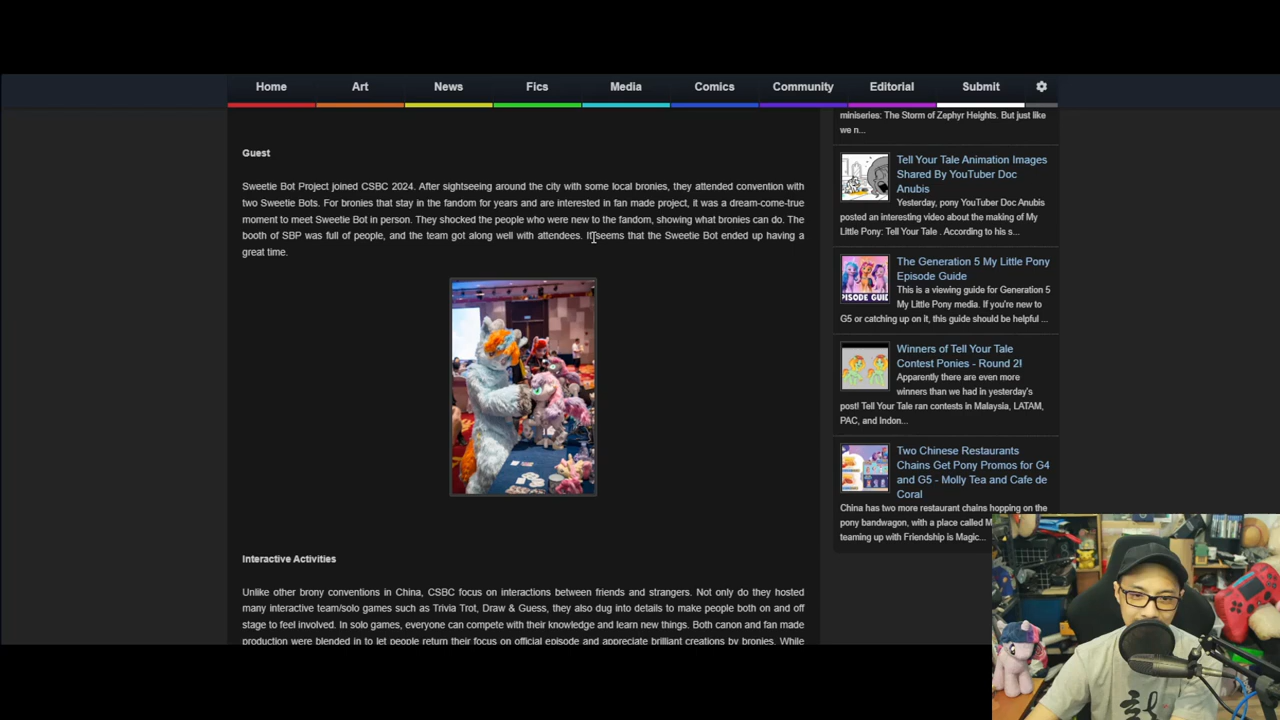 Home Art News Fics Media Comics Community Editorial Submit
Guest
Sweetie Bot Project joined CSBC 2024. After sightseeing around the city with some local bronies, they attended convention with
two Sweetie Bots. For bronies that stay in the fandom for years and are interested in fan made project, it was a dream-come-true
moment to meet Sweetie Bot in person. They shocked the people who were new to the fandom, showing what bronies can do. The
booth of SBP was full of people, and the team got along well with attendees. It seems that the Sweetie Bot ended up having a
great time.
Interactive Activities
Unlike other brony conventions in China, CSBC focus on interactions between friends and strangers. Not only do they hosted
many interactive team/solo games such as Trivia Trot, Draw & Guess, they also dug into details to make people both on and off
stage to feel involved. In solo games, everyone can compete with their knowledge and learn new things. Both canon and fan made
production were blended in to let people return their focus on official episode and appreciate brilliant creations by bronies. While
miniseries: The Storm of Zephyr Heights. But just like
we n...
Tell Your Tale Animation Images
Shared By YouTuber Doc
Anubis
Yesterday, pony YouTuber Doc Anubis
posted an interesting video about the making of My
Little Pony: Tell Your Tale . According to his s...
The Generation 5 My Little Pony
Episode Guide
This is a viewing guide for Generation 5
My Little Pony media. If you're new to
G5 or catching up on it, this guide should be helpful ...
PISODE GUID
Winners of Tell Your Tale
Contest Ponies - Round 2!
Apparently there are even more
winners than we had in yesterday's
post! Tell Your Tale ran contests in Malaysia, LATAM,
PAC, and Indon...
Two Chinese Restaurants
Chains Get Pony Promos for G4
and G5 - Molly Tea and Cafe de
Coral
China has two more restaurant chains hopping on the
pony bandwagon, with a place called M
teaming up with Friendship is Magic...